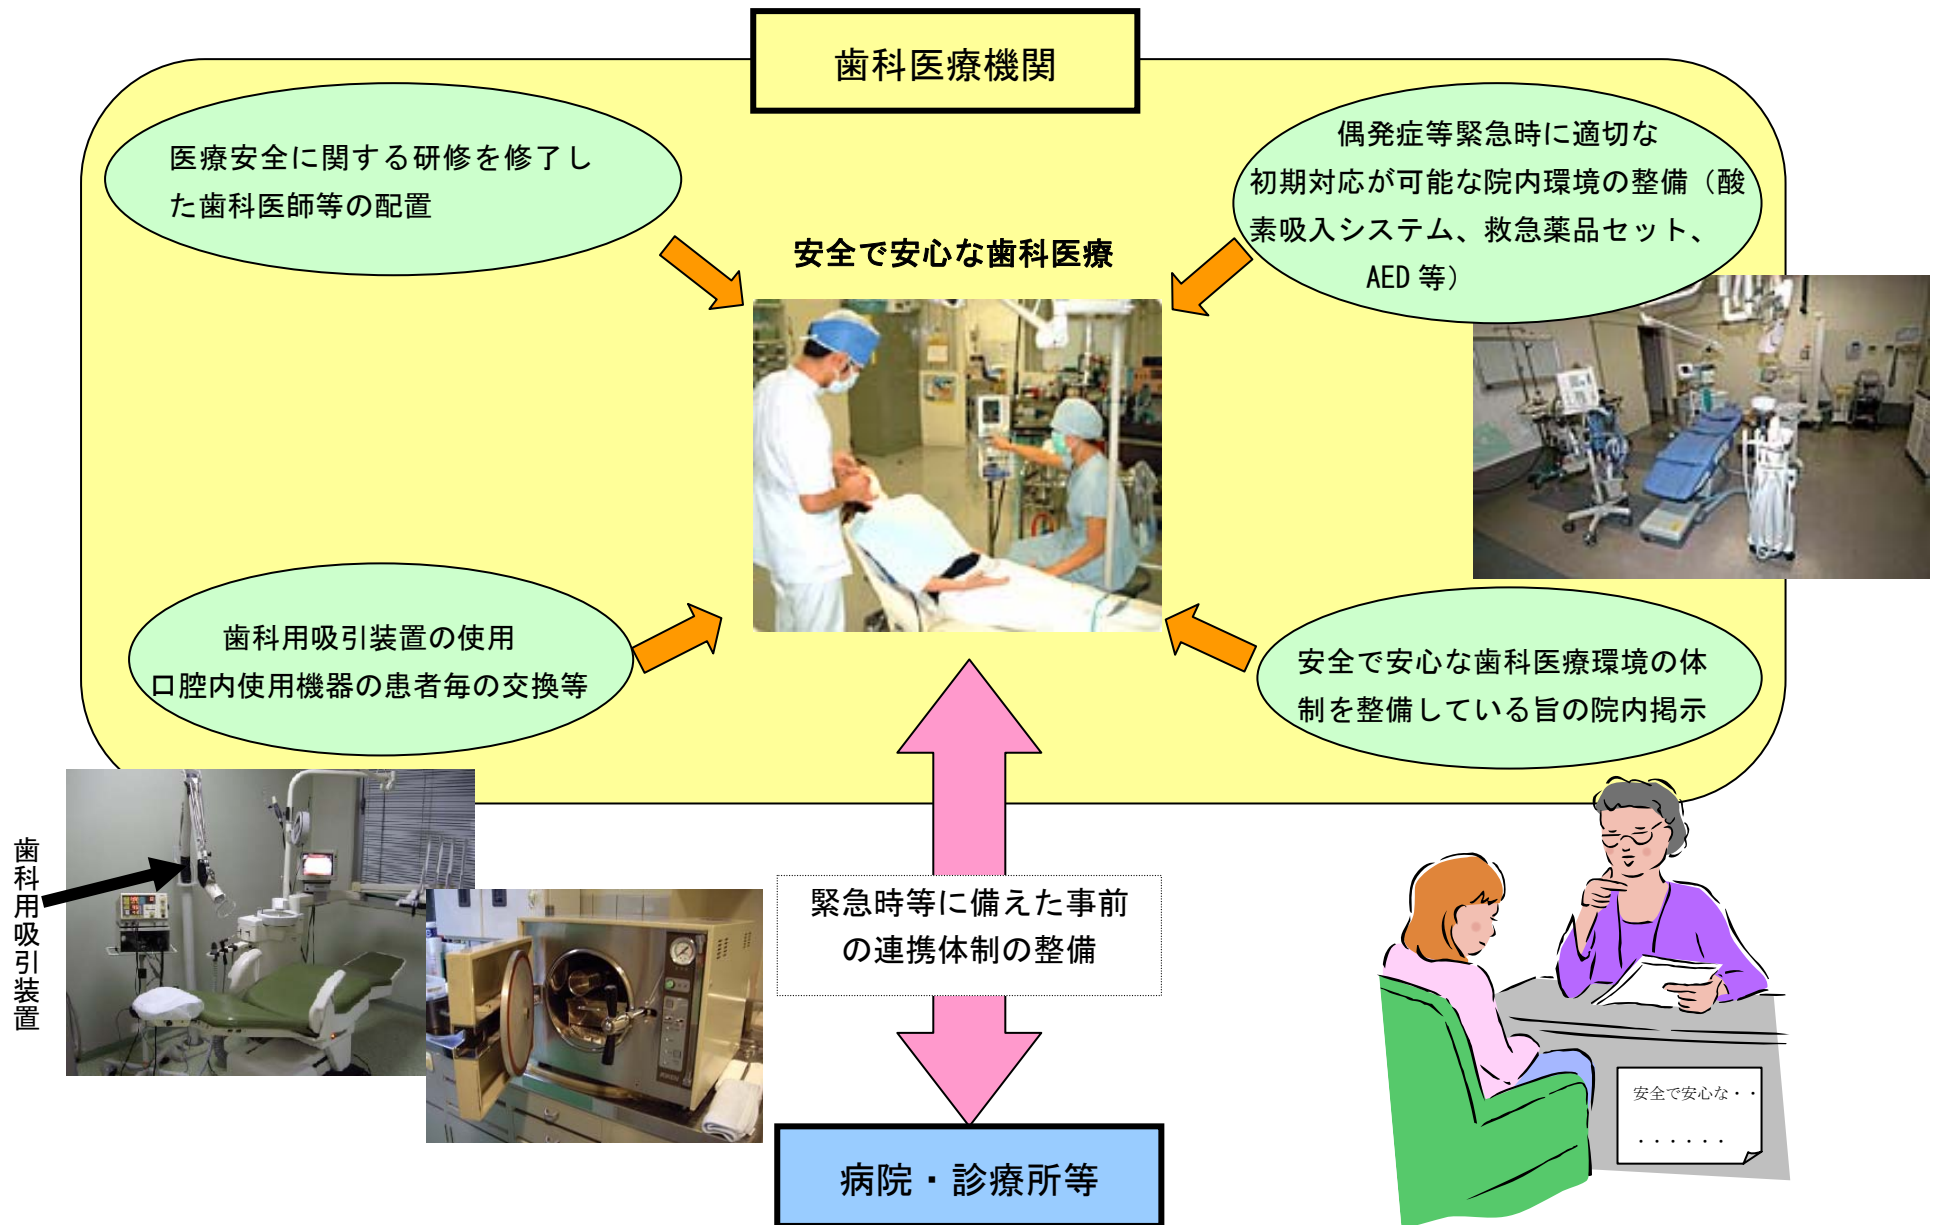 歯科医療機関
医療安全に関する研修を修了し
た歯科医師等の配置
偶発症等緊急時に適切な
初期対応が可能な院内環境の整備（酸
素吸入システム、救急薬品セット、
AED 等）
安全で安心な歯科医療
歯科用吸引装置の使用
口腔内使用機器の患者毎の交換等
安全で安心な歯科医療環境の体
制を整備している旨の院内掲示
歯科用吸引装置
緊急時等に備えた事前
の連携体制の整備
安全で安心な・・
・・・・・・
病院・診療所等